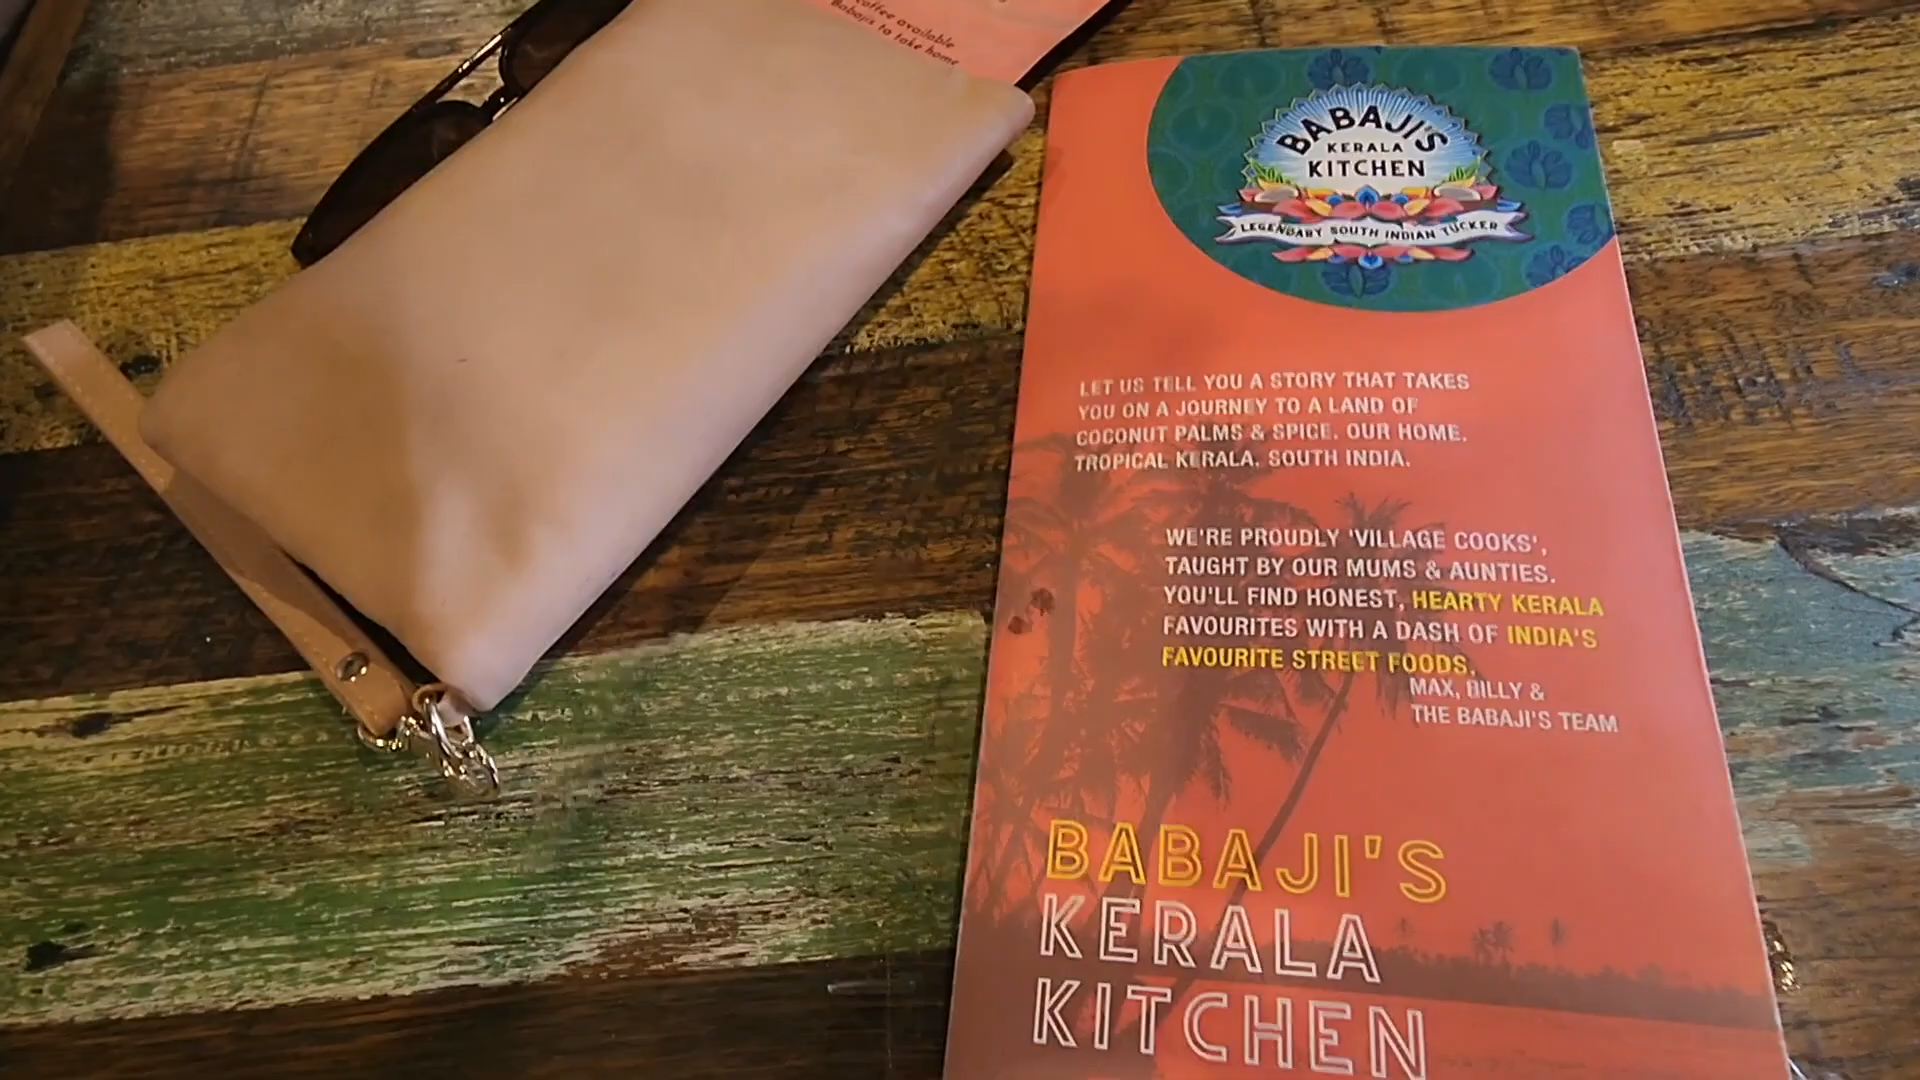 coffee available
Babajis to take home
BABAJI'S
KERALA
KITCHEN
LEGENDARY SOUTH INDIAN TUCKER
LET US TELL YOU A STORY THAT TAKES
YOU ON A JOURNEY TO A LAND OF
COCONUT PALMS & SPICE. OUR HOME.
TROPICAL KERALA. SOUTH INDIA.
WE'RE PROUDLY 'VILLAGE COOKS',
TAUGHT BY OUR MUMS & AUNTIES.
YOU'LL FIND HONEST, HEARTY KERALA
FAVOURITES WITH A DASH OF INDIA'S
FAVOURITE STREET FOODS.
MAX, BILLY &
THE BABAJI'S TEAM
BABAJI'S
KERALA
KITCHEN